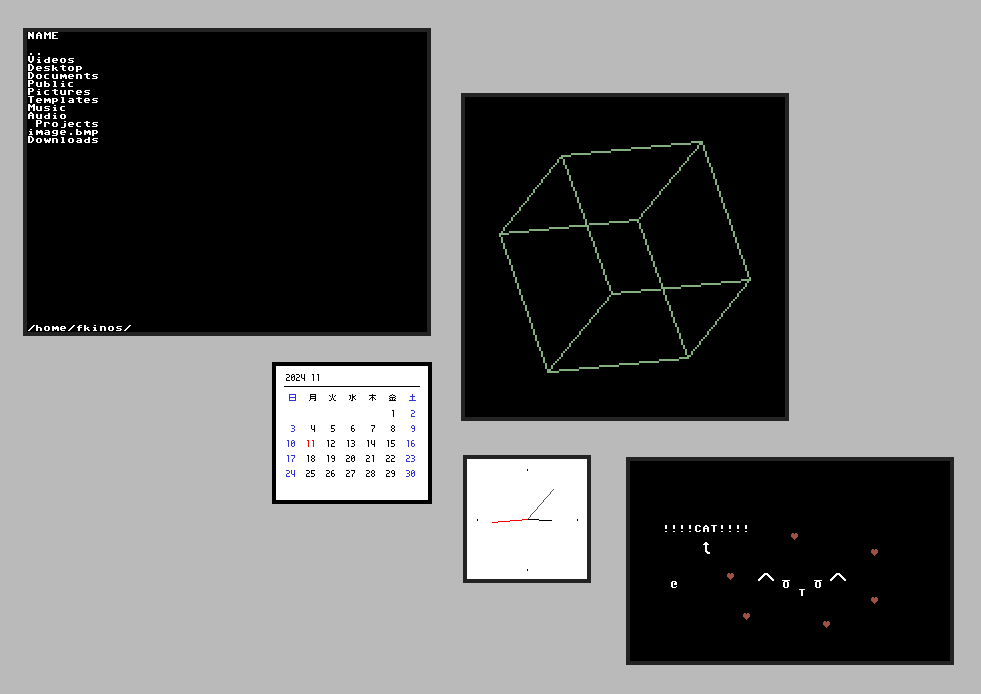 NAME
..
Videos
Desktop
Documents
Public
Pictures
Templates
Music
Audio
Projects
image.bmp
Downloads
/home/fkinos/
2024 11
日 月 火 水 木 金 土
1 2
3 4 5 6 7 8 9
10 11 12 13 14 15 16
17 18 19 20 21 22 23
24 25 26 27 28 29 30
!!!!CAT!!!!
t
e